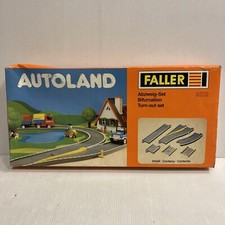 AUTOLAND
FALLER
Abzweig-Set
Bifurcation
Turn-out set
Inhalt · Contents · Contenu